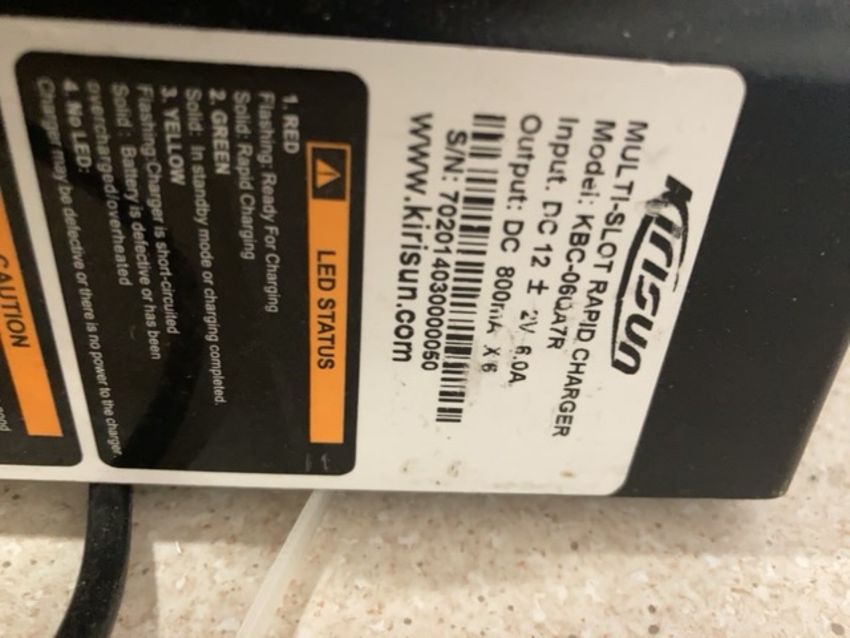 Kirisun
MULTI-SLOT RAPID CHARGER
Model: KBC-06QA7R
Input: DC 12 ± 2V 6.0A
Output: DC 800mA X 6
S/N: 702014030000050
www.kirisun.com
LED STATUS
1. RED
Flashing: Ready For Charging
Solid: Rapid Charging
2. GREEN
Solid: In standby mode or charging completed.
3. YELLOW
Flashing:Charger is short-circuited
Solid : Battery is defective or has been
overcharged/overheated
4. No LED:
Charger may be defective or there is no power to the charger.
CAUTION